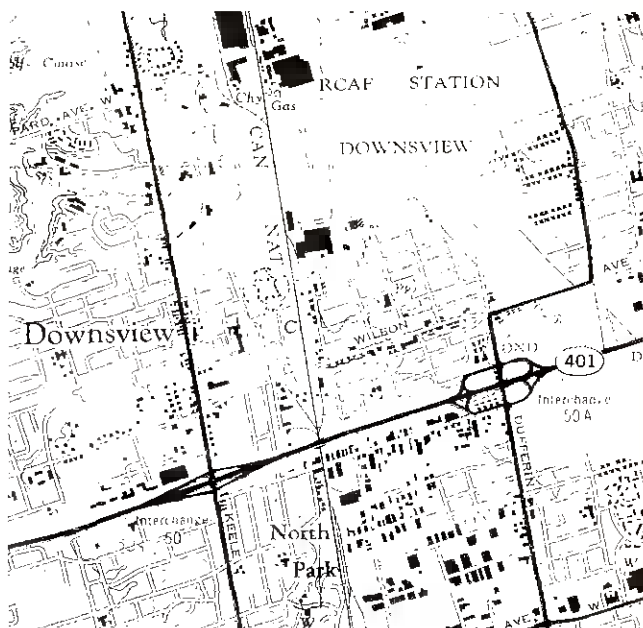 Course
PARD AVE W
Gas
RCAF STATION
DOWNSVIEW
CAN
NAT
AVE
Downsview
C
WILSON
DND
401
D
Interchange
50 A
DUFFERIN
Interchange
50
KEELE
North
Park
AVE
W
W